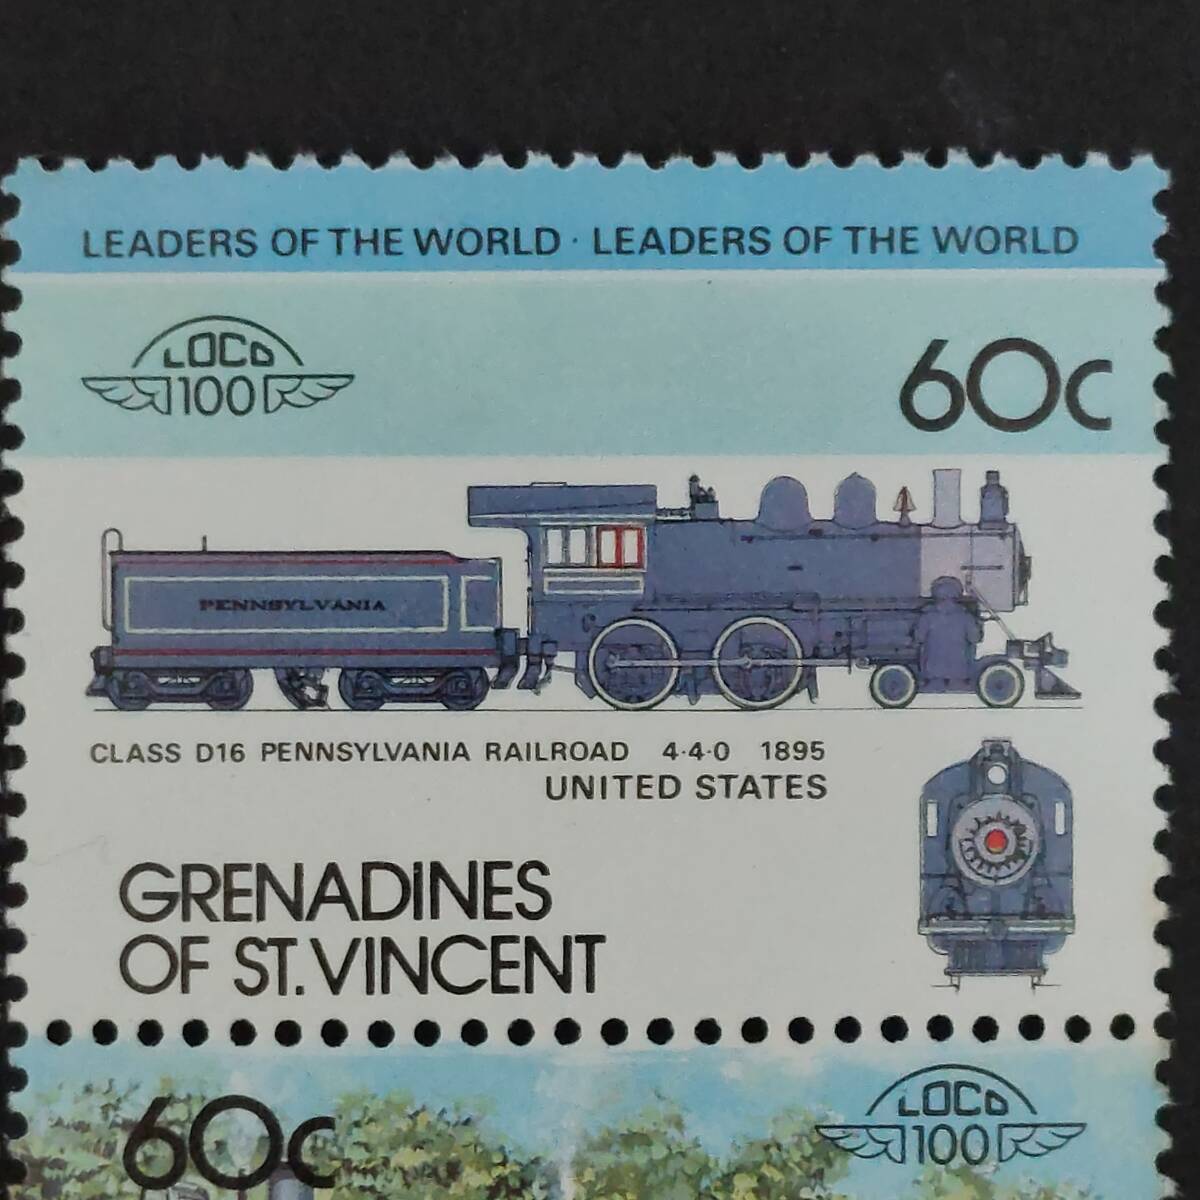 LEADERS OF THE WORLD · LEADERS OF THE WORLD
LOCO
100
60c
PENNSYLVANIA
CLASS D16 PENNSYLVANIA RAILROAD 4·4·0 1895
UNITED STATES
GRENADINES
OF ST. VINCENT
60c
LOCO
100